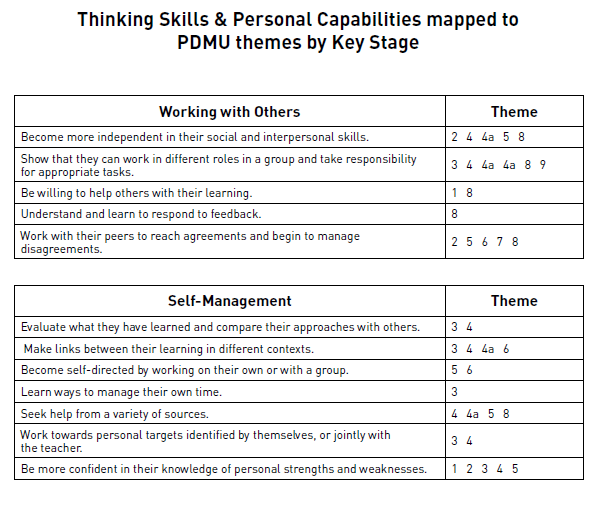 Thinking Skills & Personal Capabilities mapped to
PDMU themes by Key Stage
Working with Others Theme
Become more independent in their social and interpersonal skills. 2 4 4a 5 8
Show that they can work in different roles in a group and take responsibility
for appropriate tasks. 3 4 4a 4a 8 9
Be willing to help others with their learning. 1 8
Understand and learn to respond to feedback. 8
Work with their peers to reach agreements and begin to manage
disagreements. 2 5 6 7 8
Self-Management Theme
Evaluate what they have learned and compare their approaches with others. 3 4
Make links between their learning in different contexts. 3 4 4a 6
Become self-directed by working on their own or with a group. 5 6
Learn ways to manage their own time. 3
Seek help from a variety of sources. 4 4a 5 8
Work towards personal targets identified by themselves, or jointly with
the teacher. 3 4
Be more confident in their knowledge of personal strengths and weaknesses. 1 2 3 4 5